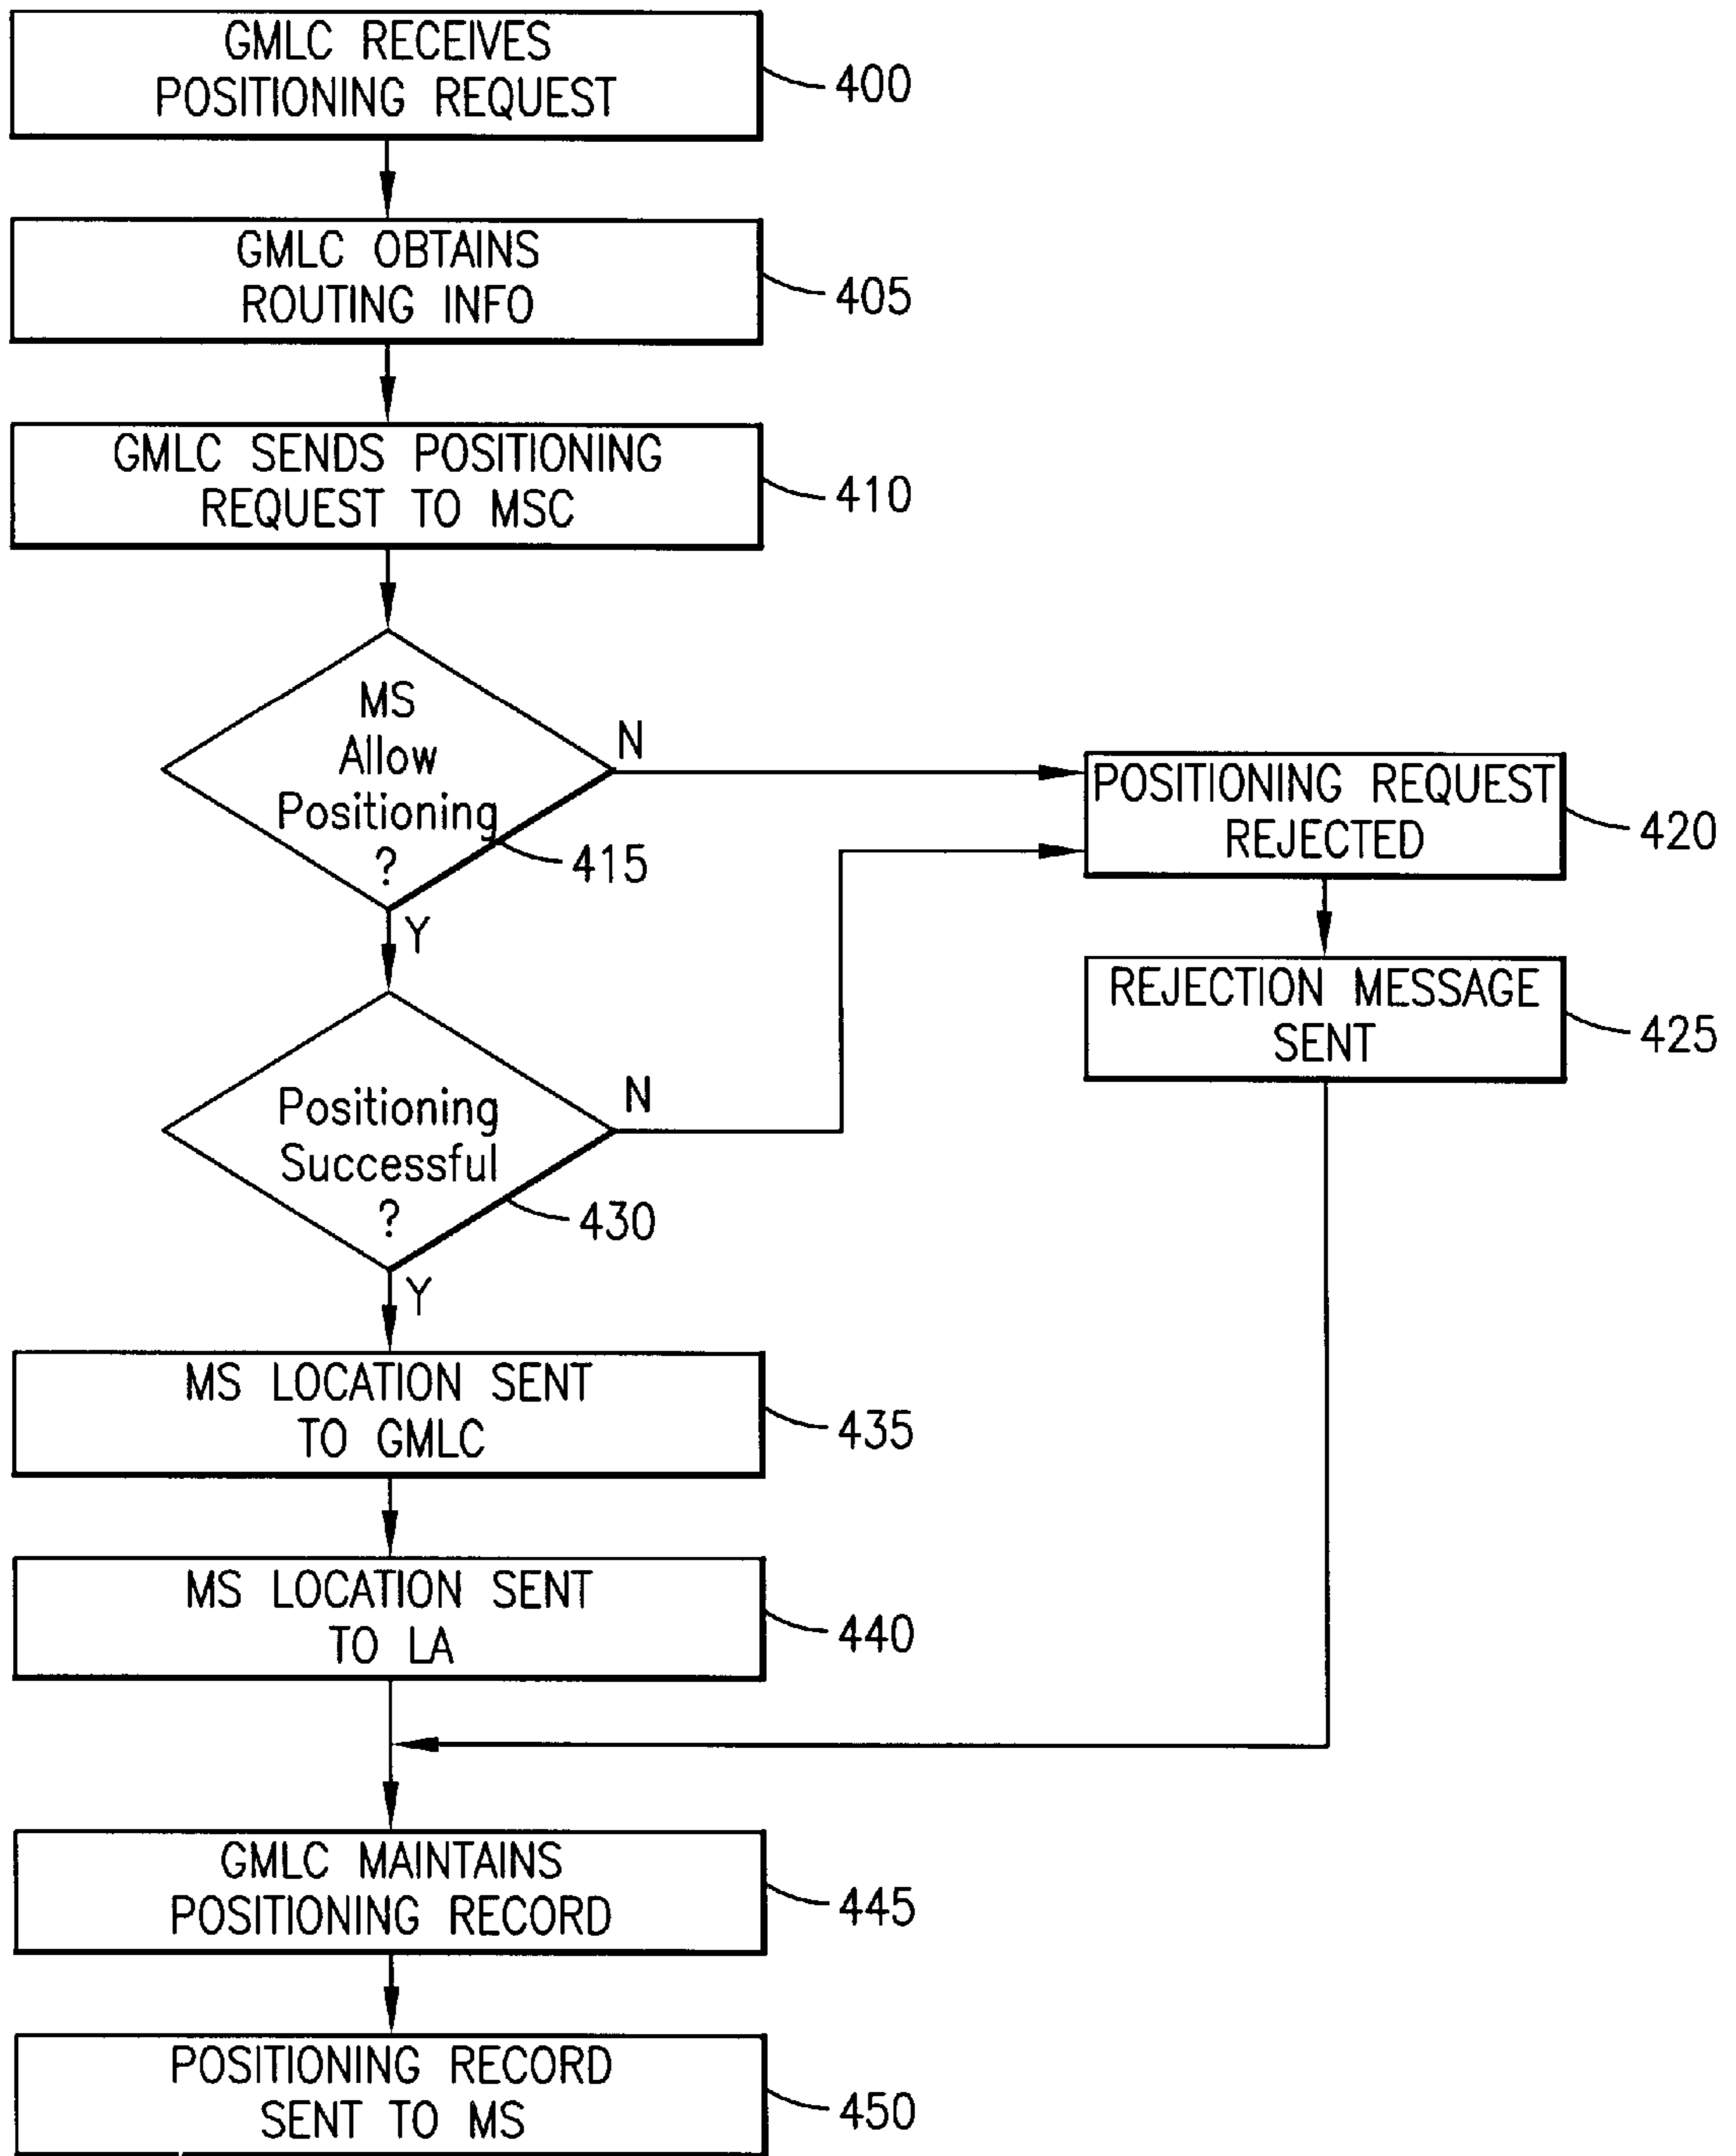 GMLC RECEIVES
POSITIONING REQUEST
400
GMLC OBTAINS
ROUTING INFO
405
GMLC SENDS POSITIONING
REQUEST TO MSC
410
MS
Allow
Positioning
?
415
N
Y
POSITIONING REQUEST
REJECTED
420
REJECTION MESSAGE
SENT
425
Positioning
Successful
?
430
N
Y
MS LOCATION SENT
TO GMLC
435
MS LOCATION SENT
TO LA
440
GMLC MAINTAINS
POSITIONING RECORD
445
POSITIONING RECORD
SENT TO MS
450